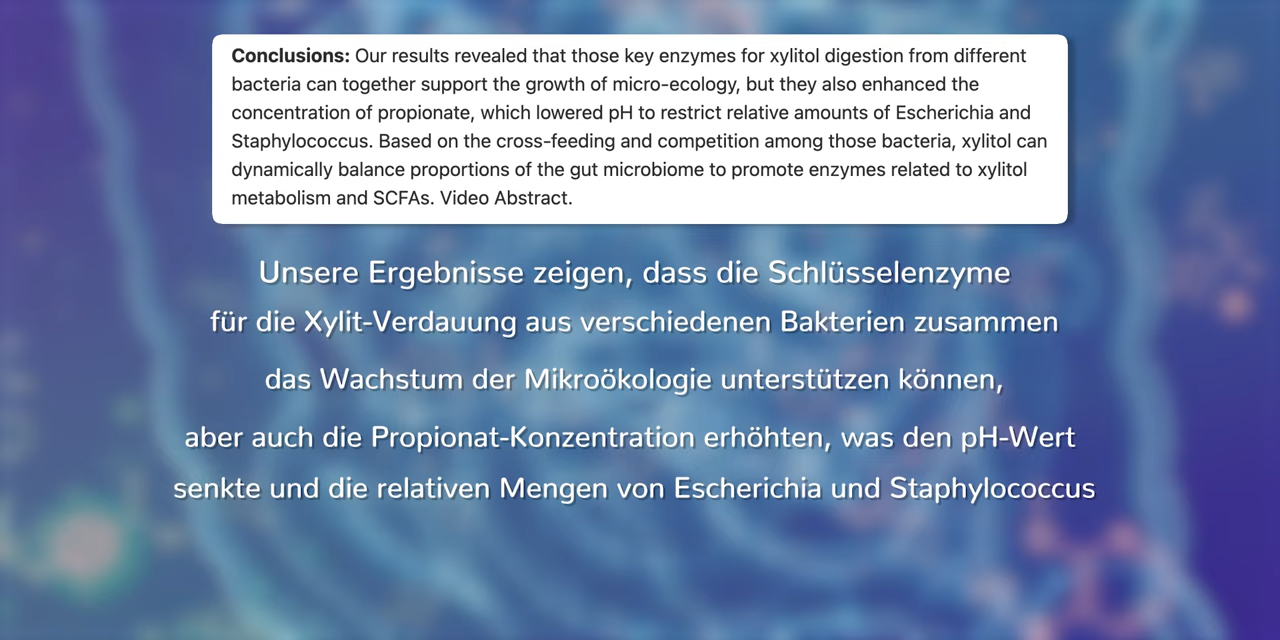 Conclusions: Our results revealed that those key enzymes for xylitol digestion from different
bacteria can together support the growth of micro-ecology, but they also enhanced the
concentration of propionate, which lowered pH to restrict relative amounts of Escherichia and
Staphylococcus. Based on the cross-feeding and competition among those bacteria, xylitol can
dynamically balance proportions of the gut microbiome to promote enzymes related to xylitol
metabolism and SCFAs. Video Abstract.
Unsere Ergebnisse zeigen, dass die Schlüsselenzyme
für die Xylit-Verdauung aus verschiedenen Bakterien zusammen
das Wachstum der Mikroökologie unterstützen können,
aber auch die Propionat-Konzentration erhöhten, was den pH-Wert
senkte und die relativen Mengen von Escherichia und Staphylococcus